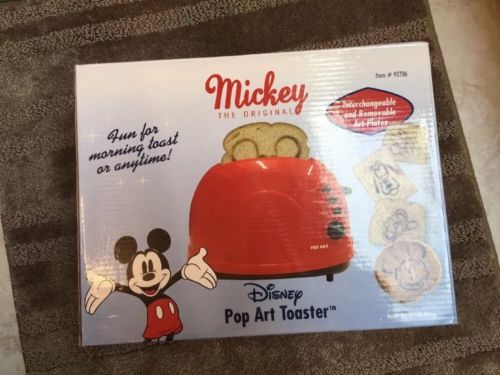 Item # 92706
Mickey
THE ORIGINAL
Interchangeable
and Removable
Art Plates
Fun for
morning toast
or anytime!
POP ART
Disney
Pop Art Toaster™